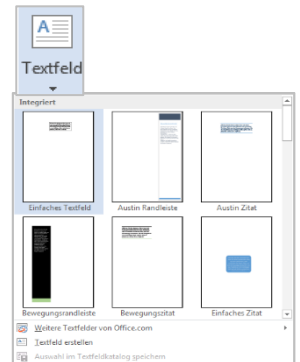 Textfeld
Integriert
Einfaches Textfeld
Austin Randleiste
Austin Zitat
Bewegungsrandleiste
Bewegungszitat
Einfaches Zitat
Weitere Textfelder von Office.com
Textfeld erstellen
Auswahl im Textfeldkatalog speichern